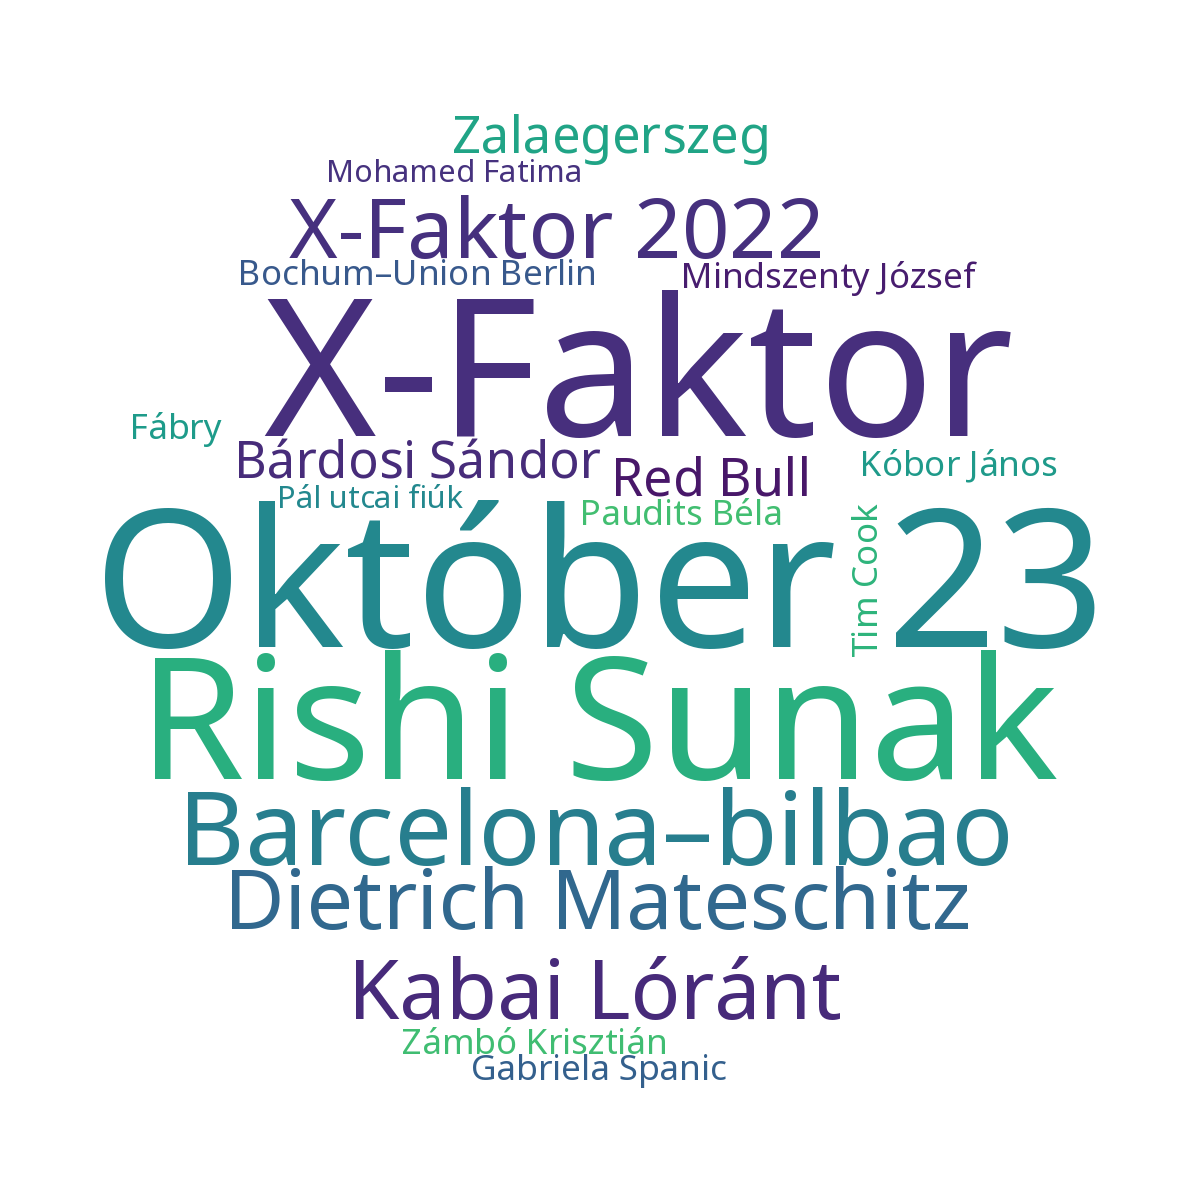 Zalaegerszeg
Mohamed Fatima
X-Faktor 2022
Bochum–Union Berlin
Mindszenty József
X-Faktor
Fábry
Bárdosi Sándor
Red Bull
Kóbor János
Pál utcai fiúk
Paudits Béla
Október 23
Tim Cook
Rishi Sunak
Barcelona–bilbao
Dietrich Mateschitz
Kabai Lóránt
Zámbó Krisztián
Gabriela Spanic